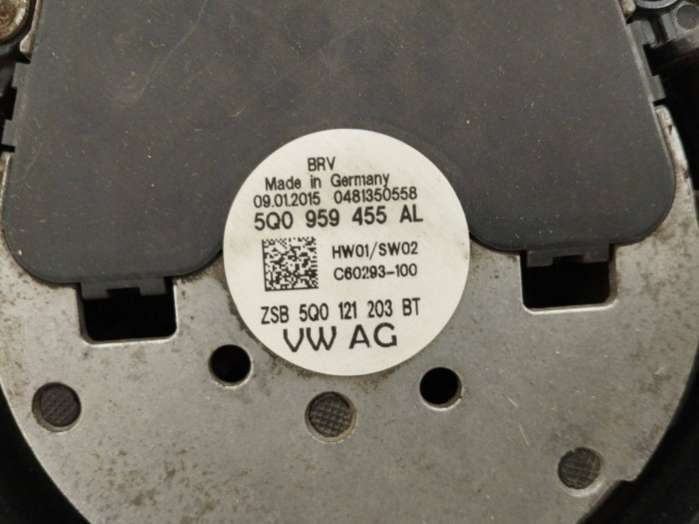 BRV
Made in Germany
09.01.2015 0481350558
5Q0 959 455 AL
HW01/SW02
C60293-100
ZSB 5Q0 121 203 BT
VW AG